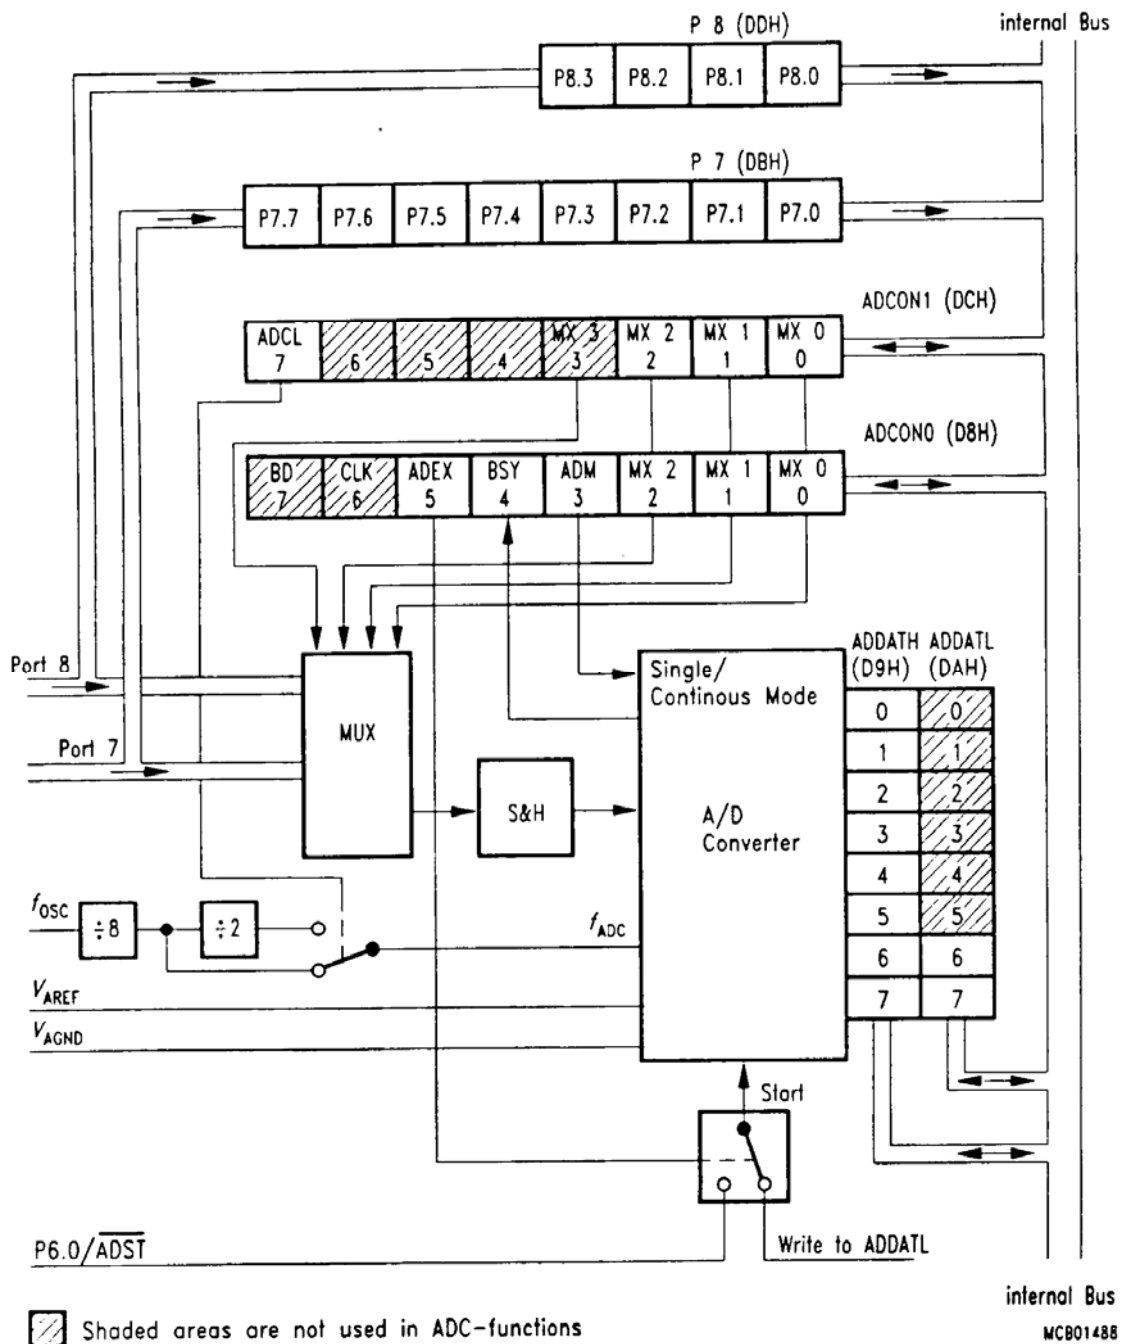 P 8 (DDH)
internal Bus
P8.3 P8.2 P8.1 P8.0
P 7 (DBH)
P7.7 P7.6 P7.5 P7.4 P7.3 P7.2 P7.1 P7.0
ADCON1 (DCH)
ADCL MX 3 MX 2 MX 1 MX 0
7 6 5 4 3 2 1 0
ADCON0 (D8H)
BD CLK ADEX BSY ADM MX 2 MX 1 MX 0
7 6 5 4 3 2 1 0
Port 8
Port 7
MUX
S&H
Single/
Continous Mode
A/D
Converter
ADDATH ADDATL
(D9H) (DAH)
0 0
1 1
2 2
3 3
4 4
5 5
6 6
7 7
fOSC
÷8
÷2
fADC
VAREF
VAGND
Start
P6.0/A̅D̅S̅T̅
Write to ADDATL
internal Bus
Shaded areas are not used in ADC-functions
MCB01488